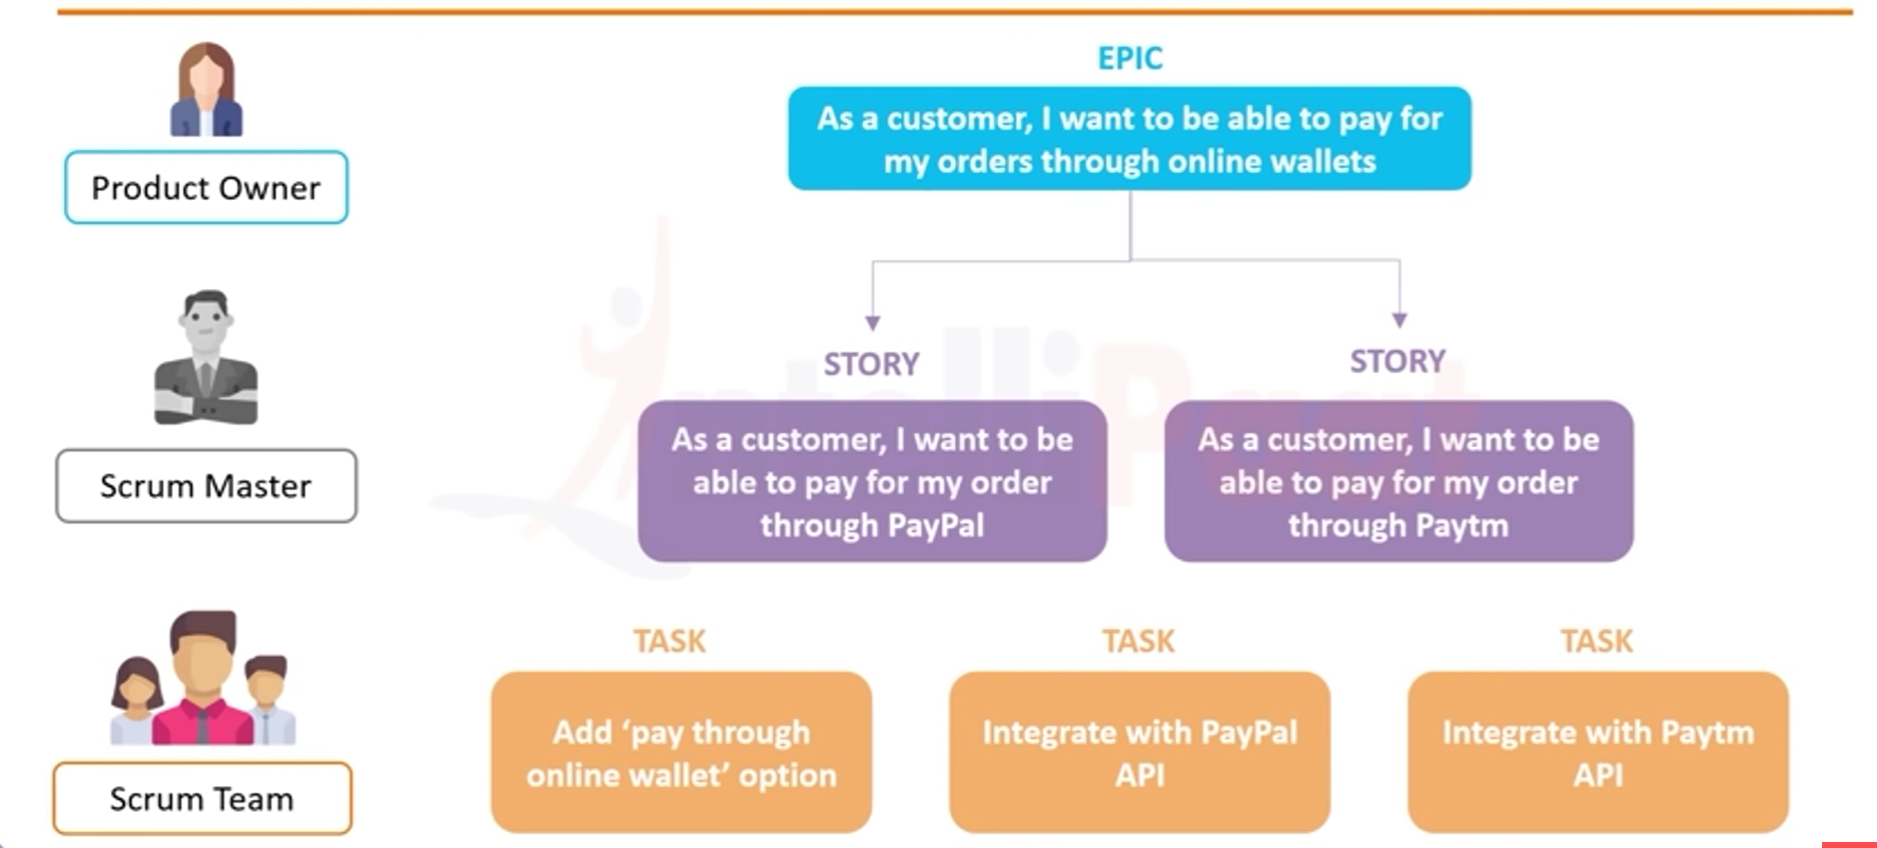 EPIC
As a customer, I want to be able to pay for
my orders through online wallets
Product Owner
STORY
STORY
As a customer, I want to be
able to pay for my order
through PayPal
As a customer, I want to be
able to pay for my order
through Paytm
Scrum Master
TASK
TASK
TASK
Add ‘pay through
online wallet’ option
Integrate with PayPal
API
Integrate with Paytm
API
Scrum Team
IntelliPaat